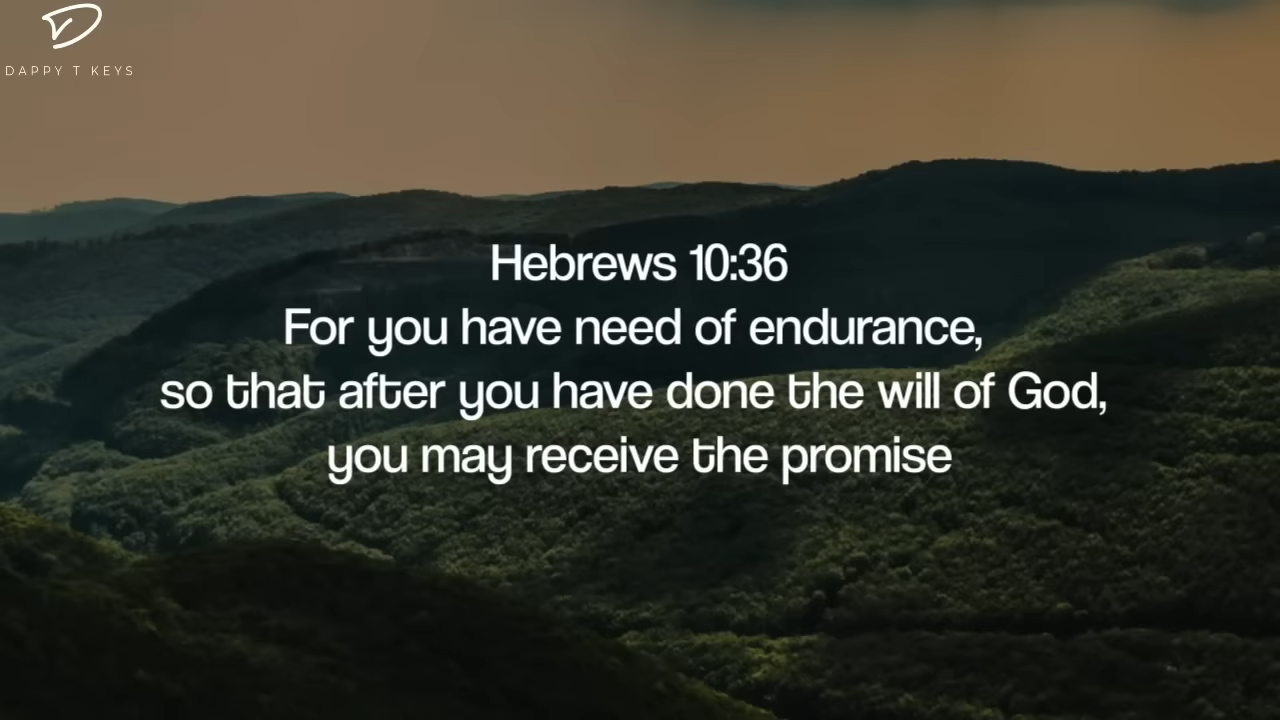 DAPPY T KEYS
Hebrews 10:36
For you have need of endurance,
so that after you have done the will of God,
you may receive the promise